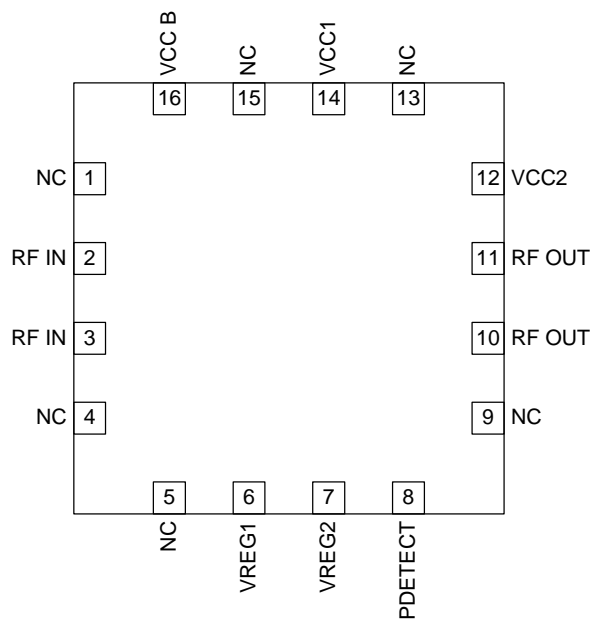 VCC B
NC
VCC1
NC
16
15
14
13
NC 1
12 VCC2
RF IN 2
11 RF OUT
RF IN 3
10 RF OUT
NC 4
9 NC
5
6
7
8
NC
VREG1
VREG2
PDETECT